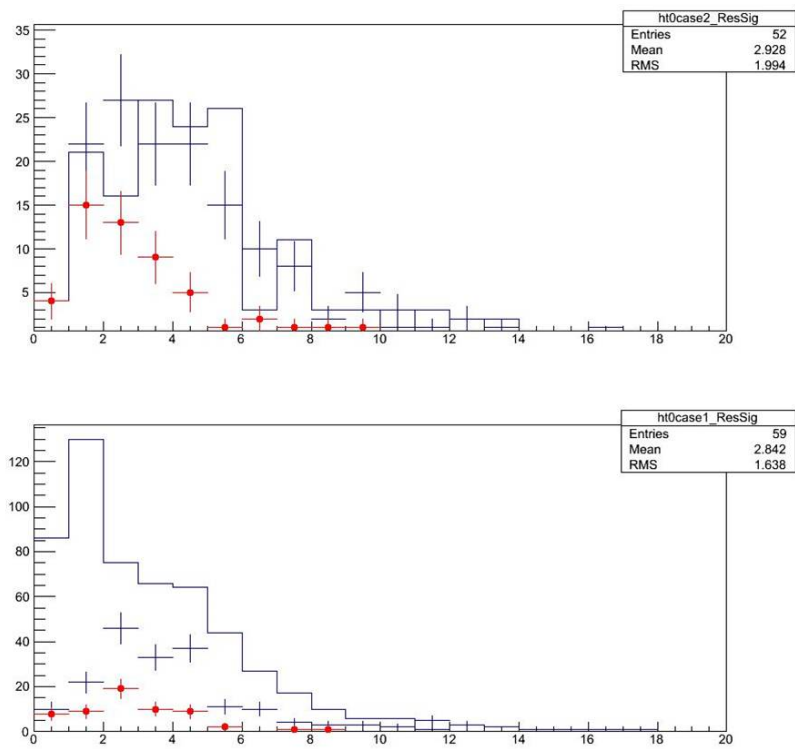 ht0case2_ResSig
Entries 52
Mean 2.928
RMS 1.994
35
30
25
20
15
10
5
0 2 4 6 8 10 12 14 16 18 20
ht0case1_ResSig
Entries 59
Mean 2.842
RMS 1.638
120
100
80
60
40
20
0
0 2 4 6 8 10 12 14 16 18 20